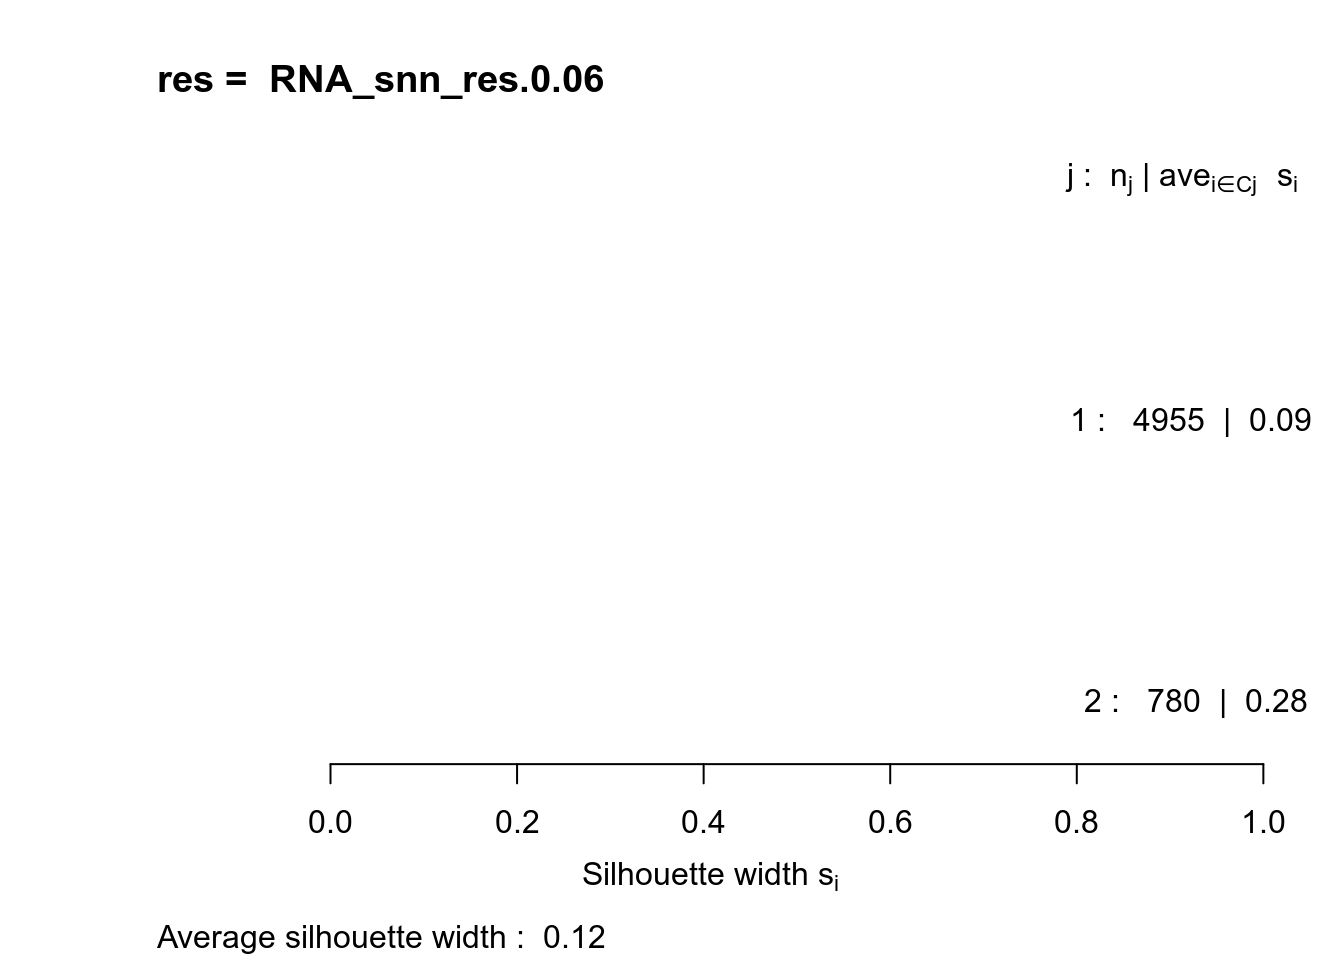 res =  RNA_snn_res.0.06
j :  nj | avei∈Cj  si
1 :   4955  |  0.09
2 :   780  |  0.28
0.0 0.2 0.4 0.6 0.8 1.0
Silhouette width si
Average silhouette width :  0.12